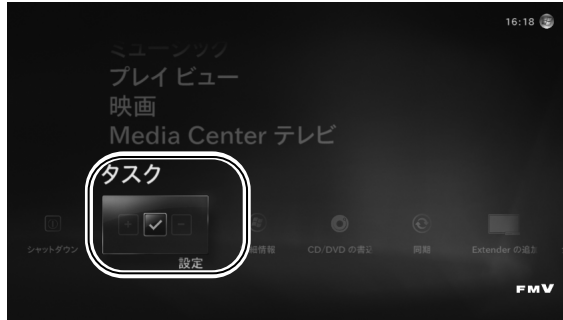 16:18
ミュージック
プレイ ビュー
映画
Media Center テレビ
タスク
シャットダウン
設定
CD/DVD の書込
同期
Extender の追加
FMV